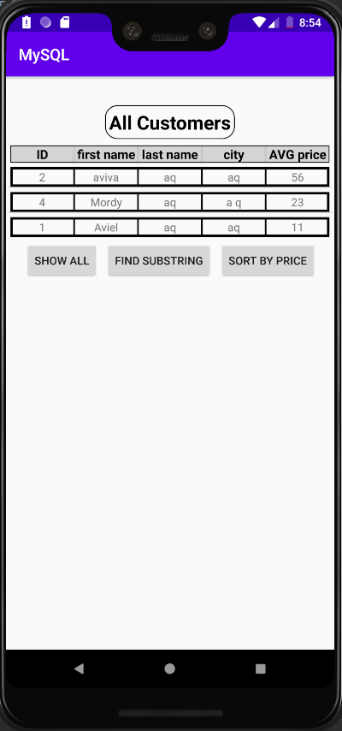 8:54
MySQL
All Customers
ID first name last name city AVG price
2 aviva aq aq 56
4 Mordy aq a q 23
1 Aviel aq aq 11
SHOW ALL FIND SUBSTRING SORT BY PRICE